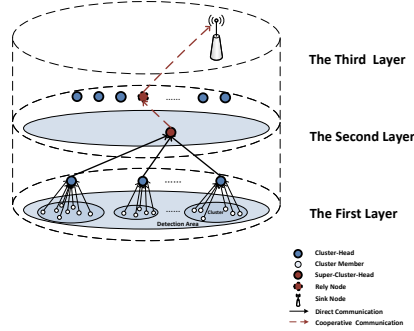 The Third Layer
......
The Second Layer
......
Cluster
The First Layer
Detection Area
Cluster-Head
Cluster Member
Super-Cluster-Head
Rely Node
Sink Node
Direct Communication
Cooperative Communication